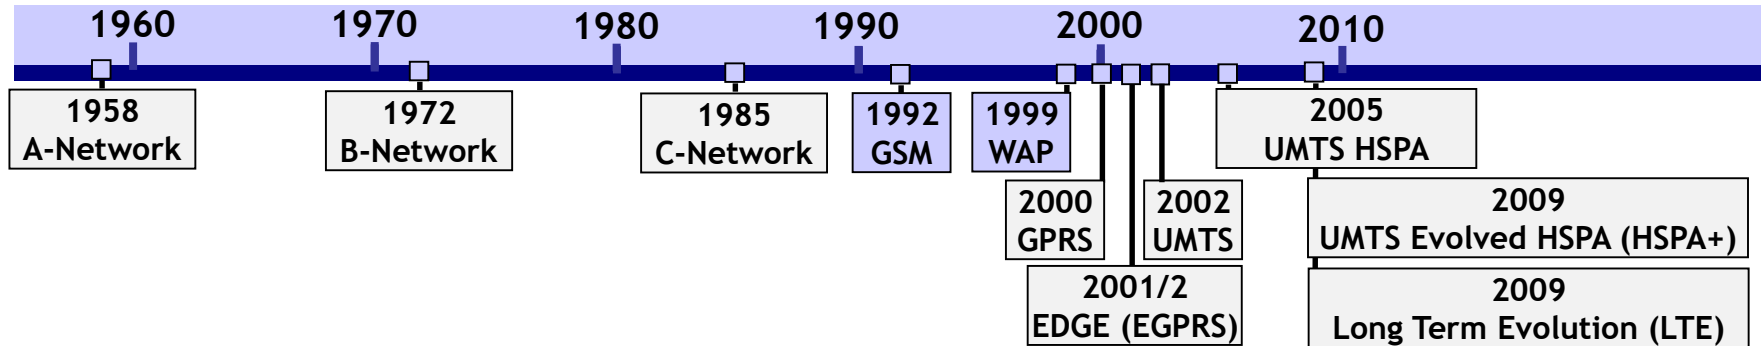 1960
1970
1980
1990
2000
2010
1958
A-Network
1972
B-Network
1985
C-Network
1992
GSM
1999
WAP
2005
UMTS HSPA
2000
GPRS
2002
UMTS
2009
UMTS Evolved HSPA (HSPA+)
2001/2
EDGE (EGPRS)
2009
Long Term Evolution (LTE)